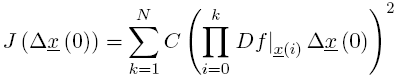 J (Δx̲ (0)) = ∑_{k=1}^{N} C ( ∏_{i=0}^{k} Df|_{x̲(i)} Δx̲ (0) )^2